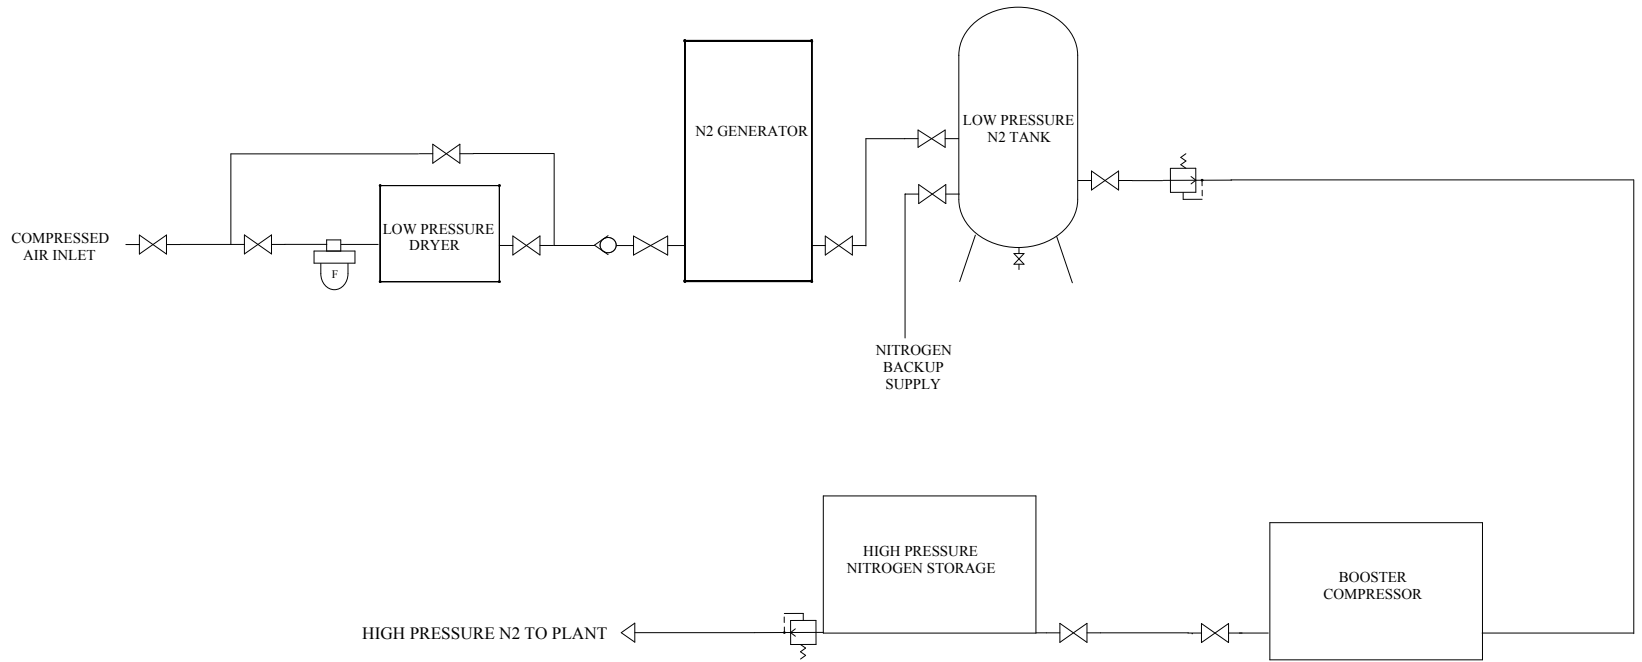 N2 GENERATOR
LOW PRESSURE
N2 TANK
LOW PRESSURE
DRYER
COMPRESSED
AIR INLET
F
NITROGEN
BACKUP
SUPPLY
HIGH PRESSURE
NITROGEN STORAGE
BOOSTER
COMPRESSOR
HIGH PRESSURE N2 TO PLANT